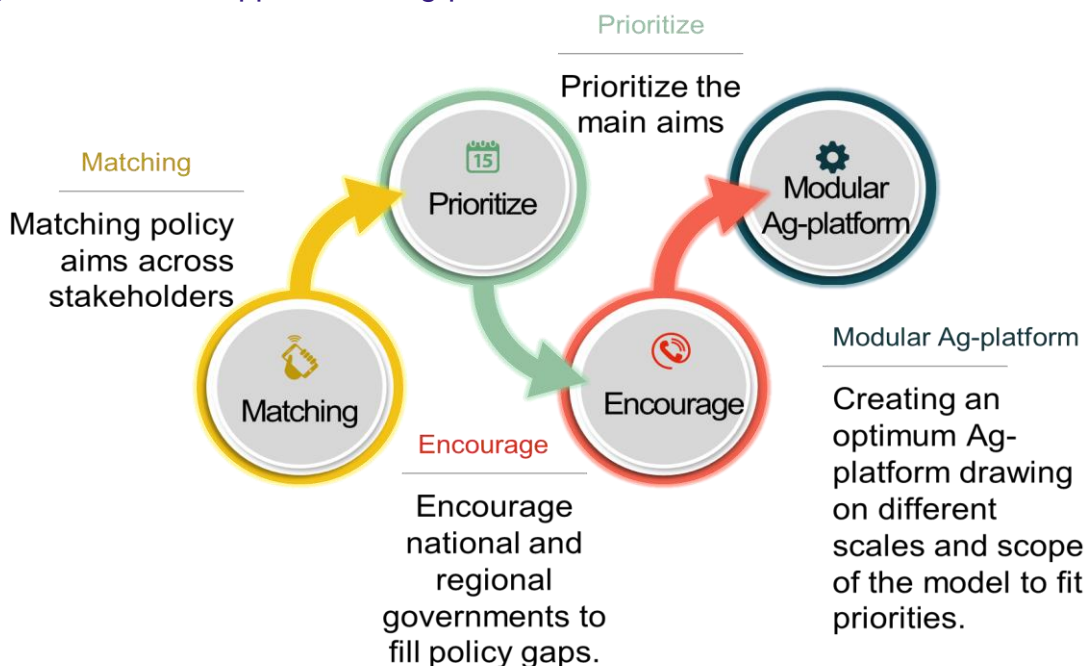 Prioritize
Prioritize the
main aims
Matching
Matching policy
aims across
stakeholders
15
Prioritize
Modular
Ag-platform
Matching
Encourage
Modular Ag-platform
Creating an
optimum Ag-
platform drawing
on different
scales and scope
of the model to fit
priorities.
Encourage
Encourage
national and
regional
governments to
fill policy gaps.